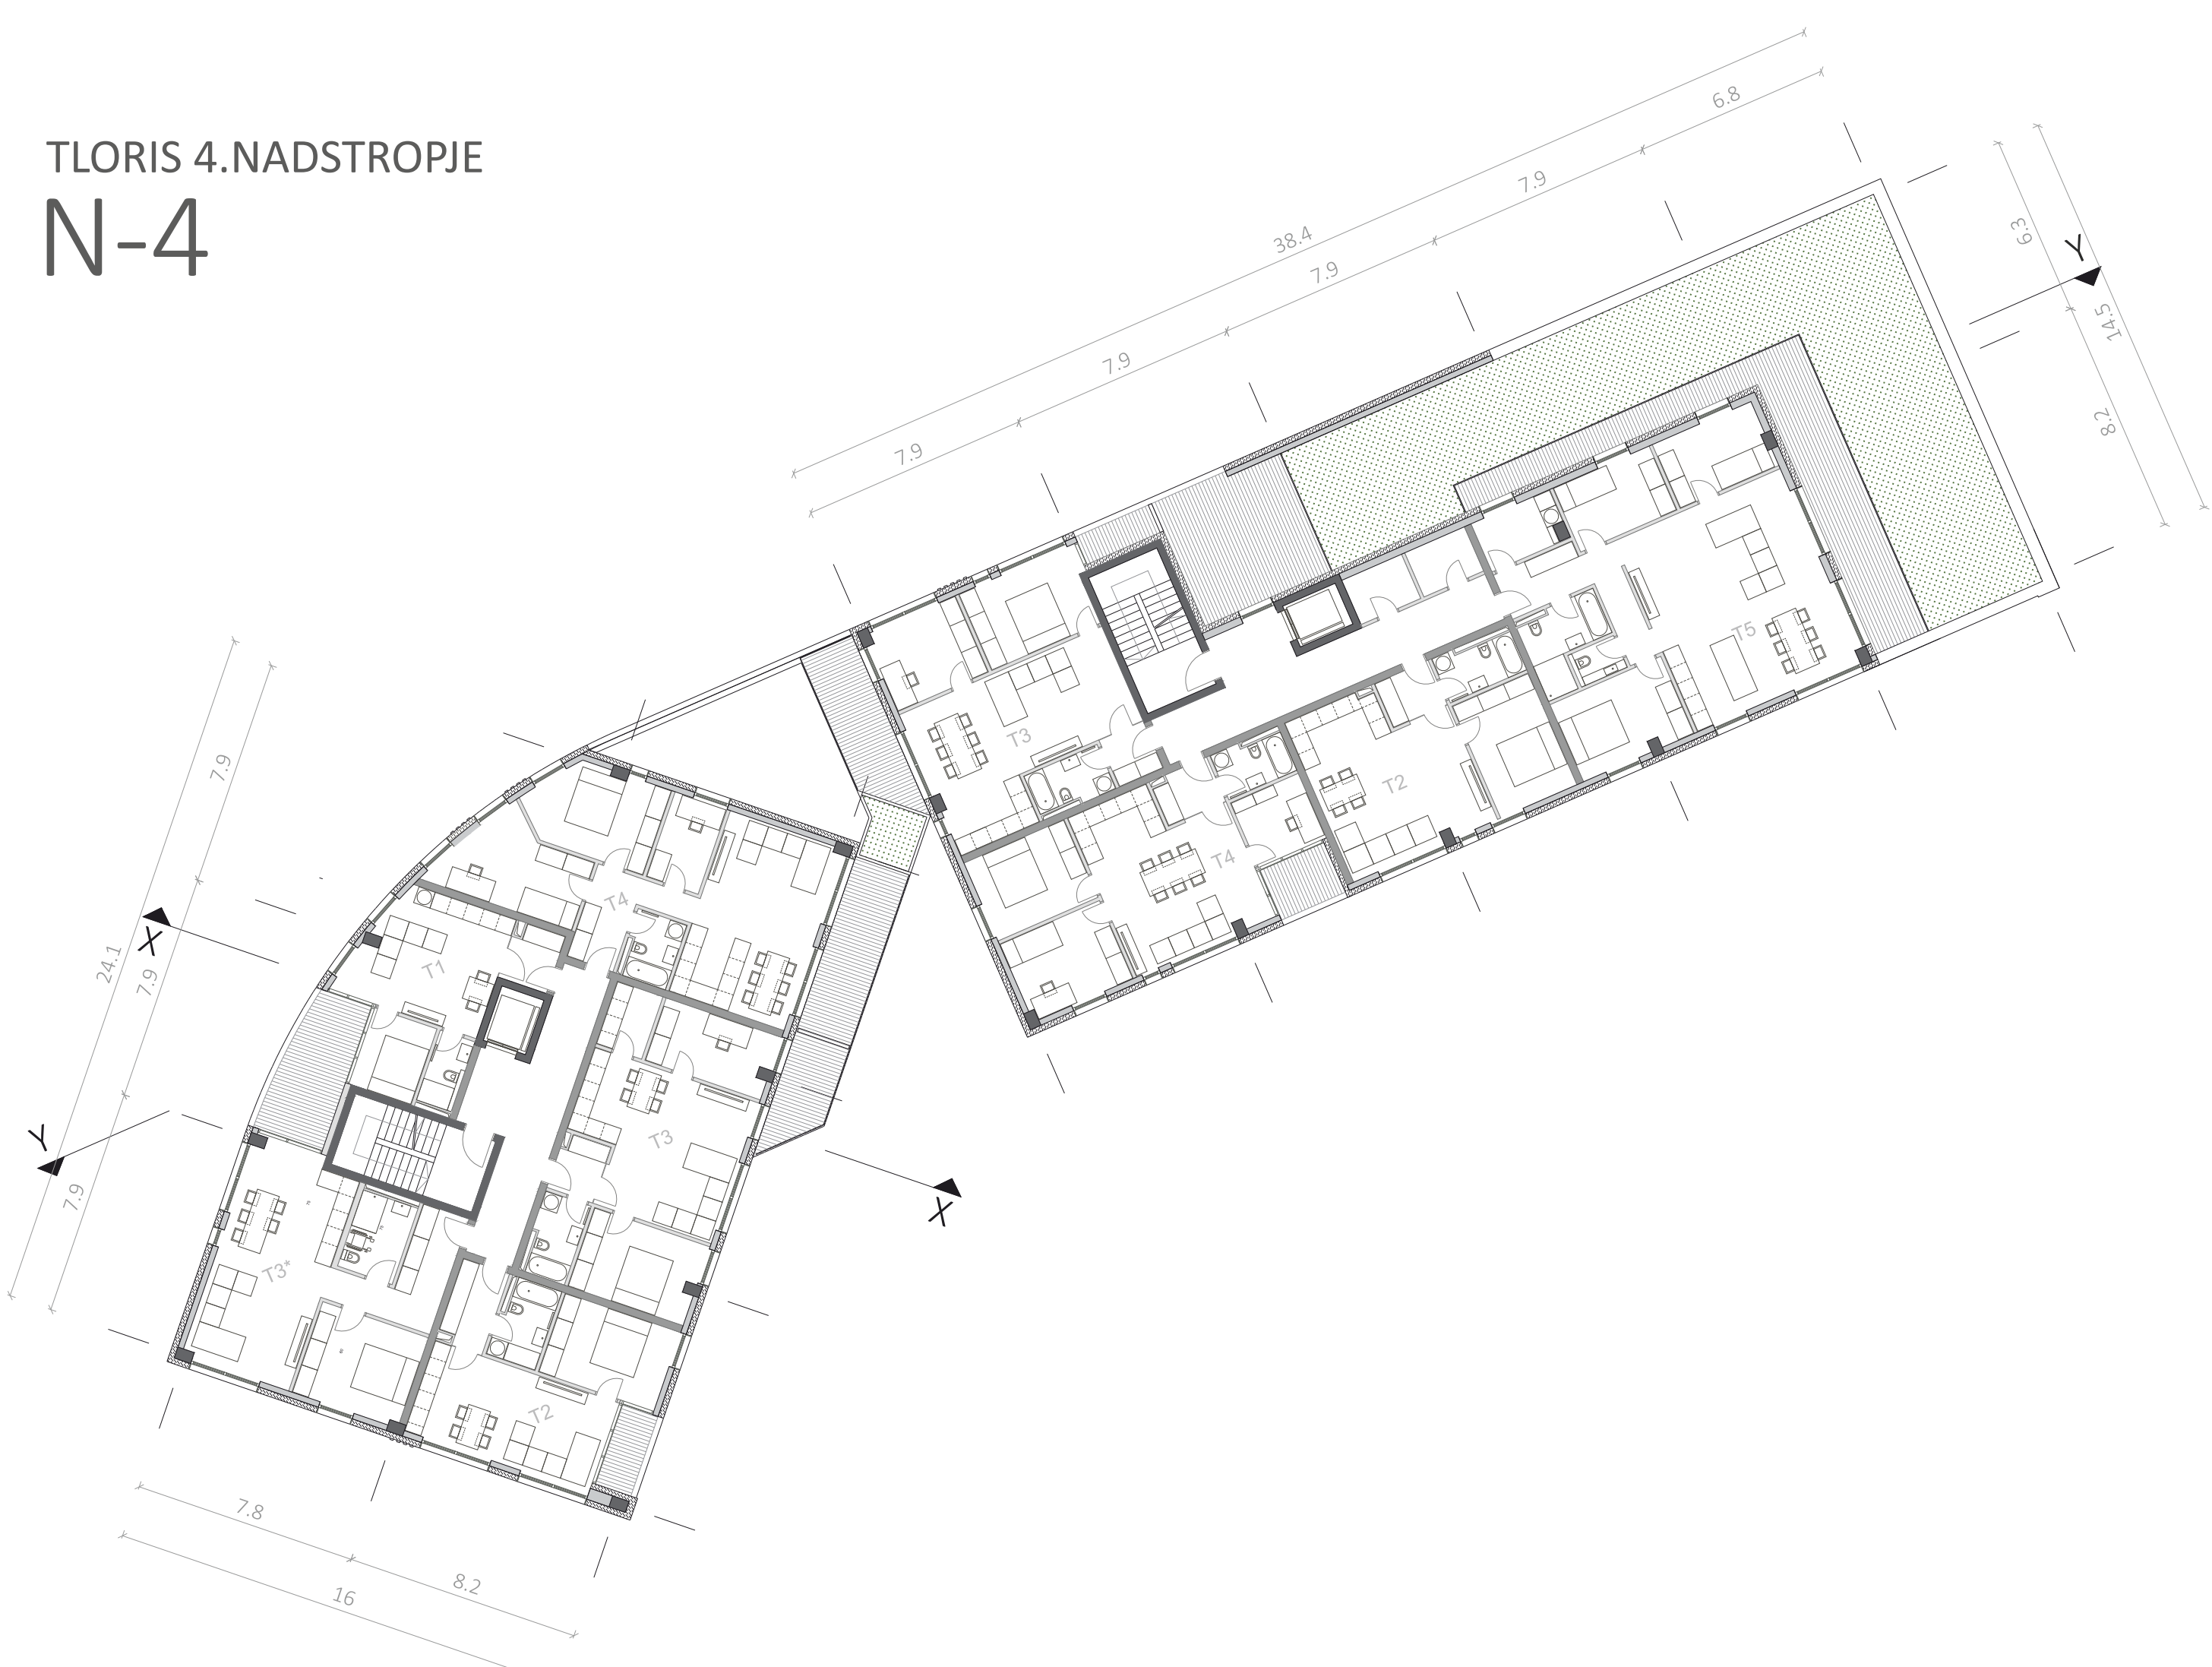 TLORIS 4.NADSTROPJE
N-4
38.4
6.8
7.9
7.9
7.9
7.9
6.3
Y
14.5
8.2
T3
T5
T2
T4
T4
T1
T3
T3*
T2
7.9
24.1
7.9
X
Y
7.9
X
7.8
8.2
16